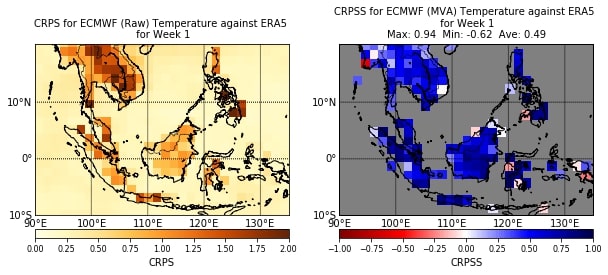 CRPS for ECMWF (Raw) Temperature against ERA5
for Week 1
10°N
0°
10°S
90°E 100°E 110°E 120°E 130°E
0.00 0.25 0.50 0.75 1.00 1.25 1.50 1.75 2.00
CRPS
CRPSS for ECMWF (MVA) Temperature against ERA5
for Week 1
Max: 0.94 Min: -0.62 Ave: 0.49
10°N
0°
10°S
90°E 100°E 110°E 120°E 130°E
−1.00 −0.75 −0.50 −0.25 0.00 0.25 0.50 0.75 1.00
CRPSS